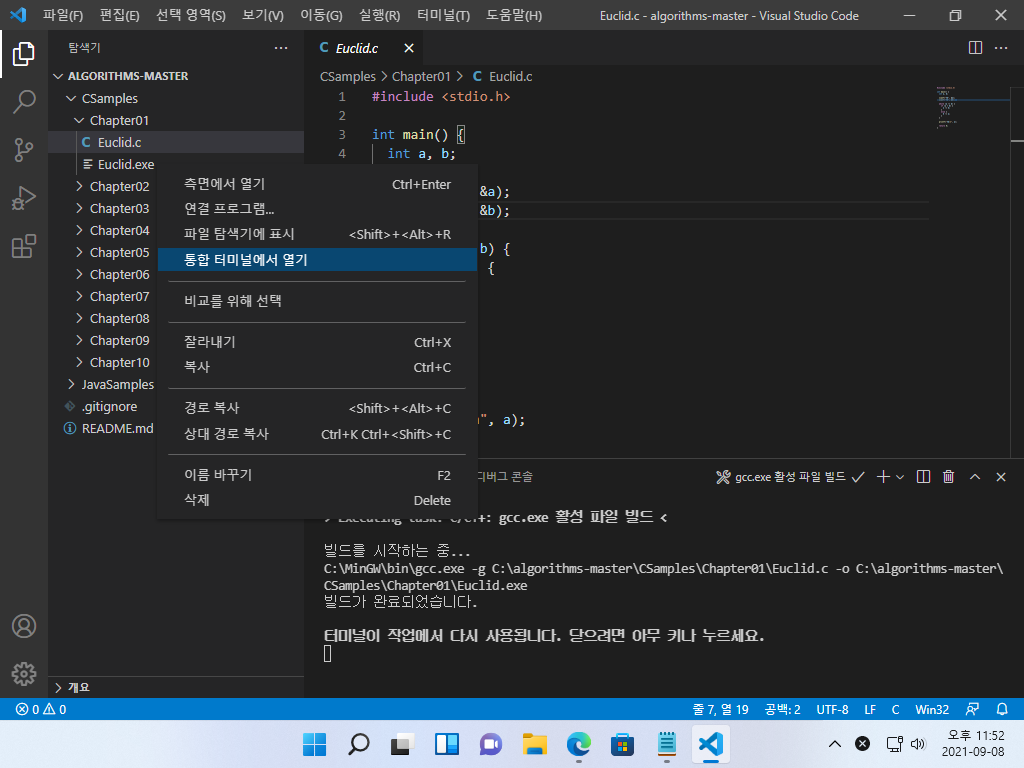 파일(F) 편집(E) 선택 영역(S) 보기(V) 이동(G) 실행(R) 터미널(T) 도움말(H) Euclid.c - algorithms-master - Visual Studio Code
탐색기
ALGORITHMS-MASTER
CSamples
Chapter01
C Euclid.c
Euclid.exe
Chapter02
Chapter03
Chapter04
Chapter05
Chapter06
Chapter07
Chapter08
Chapter09
Chapter10
JavaSamples
.gitignore
README.md
개요
C Euclid.c
CSamples > Chapter01 > C Euclid.c
1 #include <stdio.h>
2
3 int main() {
4 int a, b;
&a);
&b);
b) {
{
", a);
측면에서 열기 Ctrl+Enter
연결 프로그램...
파일 탐색기에 표시 <Shift>+<Alt>+R
통합 터미널에서 열기
비교를 위해 선택
잘라내기 Ctrl+X
복사 Ctrl+C
경로 복사 <Shift>+<Alt>+C
상대 경로 복사 Ctrl+K Ctrl+<Shift>+C
이름 바꾸기 F2
삭제 Delete
디버그 콘솔 gcc.exe 활성 파일 빌드
> Executing task: C/C++: gcc.exe 활성 파일 빌드 <
빌드를 시작하는 중...
C:\MinGW\bin\gcc.exe -g C:\algorithms-master\CSamples\Chapter01\Euclid.c -o C:\algorithms-master\
CSamples\Chapter01\Euclid.exe
빌드가 완료되었습니다.
터미널이 작업에서 다시 사용됩니다. 닫으려면 아무 키나 누르세요.
0 0 줄 7, 열 19 공백: 2 UTF-8 LF C Win32
오후 11:52
2021-09-08